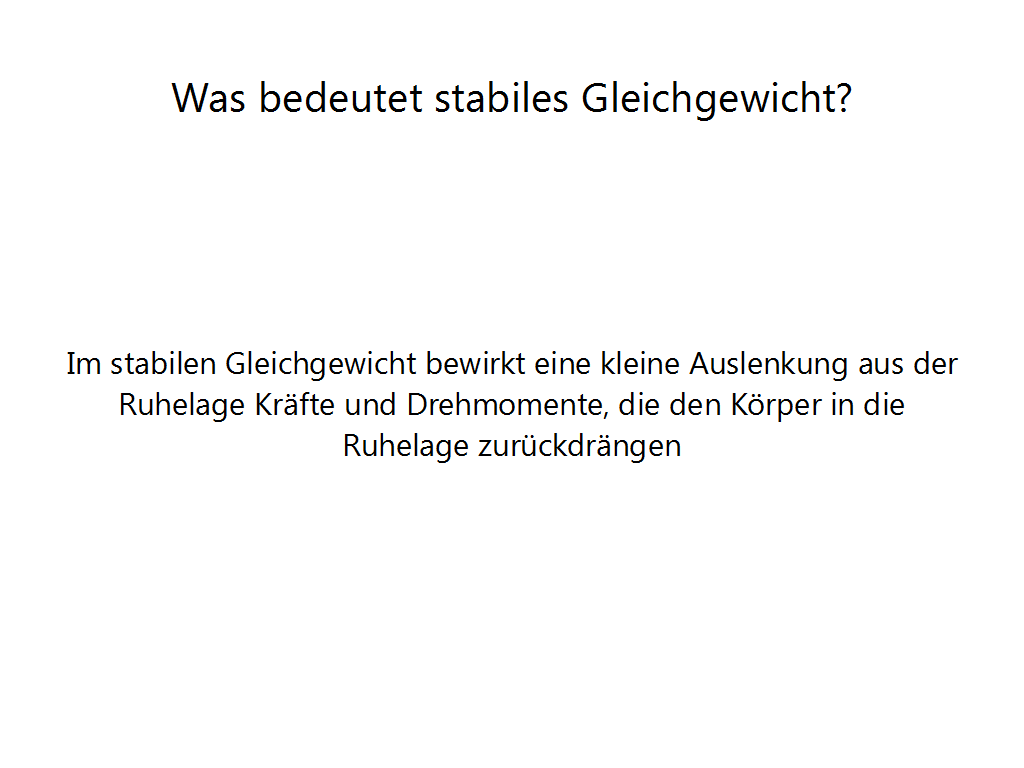 Was bedeutet stabiles Gleichgewicht?
Im stabilen Gleichgewicht bewirkt eine kleine Auslenkung aus der
Ruhelage Kräfte und Drehmomente, die den Körper in die
Ruhelage zurückdrängen